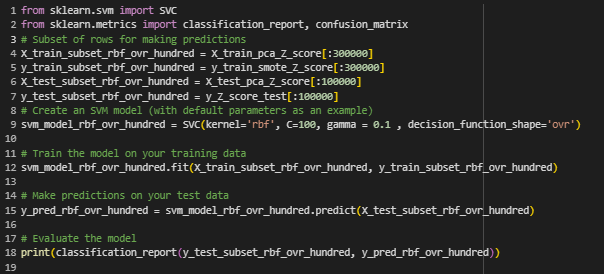 1 from sklearn.svm import SVC
2 from sklearn.metrics import classification_report, confusion_matrix
3 # Subset of rows for making predictions
4 X_train_subset_rbf_ovr_hundred = X_train_pca_Z_score[:300000]
5 y_train_subset_rbf_ovr_hundred = y_train_smote_Z_score[:300000]
6 X_test_subset_rbf_ovr_hundred = X_test_pca_Z_score[:100000]
7 y_test_subset_rbf_ovr_hundred = y_Z_score_test[:100000]
8 # Create an SVM model (with default parameters as an example)
9 svm_model_rbf_ovr_hundred = SVC(kernel='rbf', C=100, gamma = 0.1 , decision_function_shape='ovr')
10
11 # Train the model on your training data
12 svm_model_rbf_ovr_hundred.fit(X_train_subset_rbf_ovr_hundred, y_train_subset_rbf_ovr_hundred)
13
14 # Make predictions on your test data
15 y_pred_rbf_ovr_hundred = svm_model_rbf_ovr_hundred.predict(X_test_subset_rbf_ovr_hundred)
16
17 # Evaluate the model
18 print(classification_report(y_test_subset_rbf_ovr_hundred, y_pred_rbf_ovr_hundred))
19